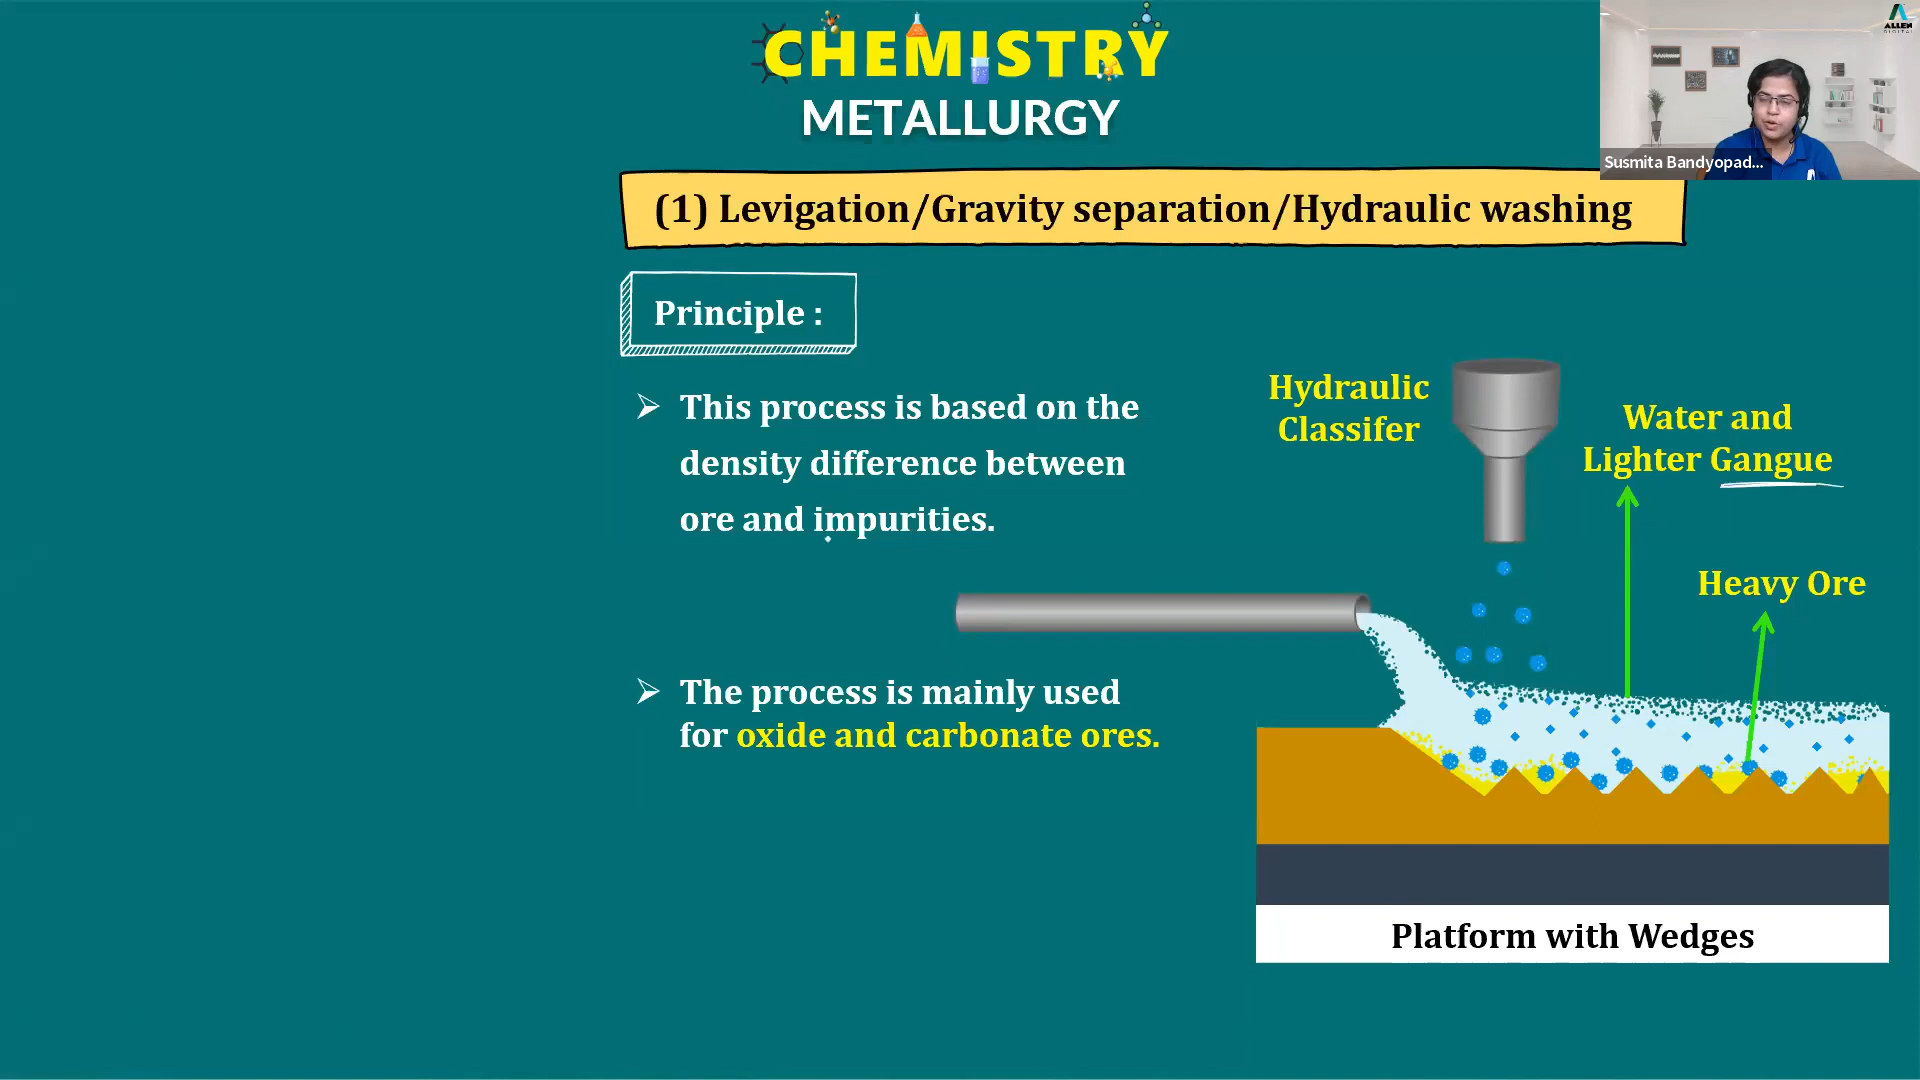 CHEMISTRY
METALLURGY
ALLEN
DIGITAL
Susmita Bandyopad...
(1) Levigation/Gravity separation/Hydraulic washing
Principle :
This process is based on the
density difference between
ore and impurities.
The process is mainly used
for oxide and carbonate ores.
Hydraulic
Classifer
Water and
Lighter Gangue
Heavy Ore
Platform with Wedges